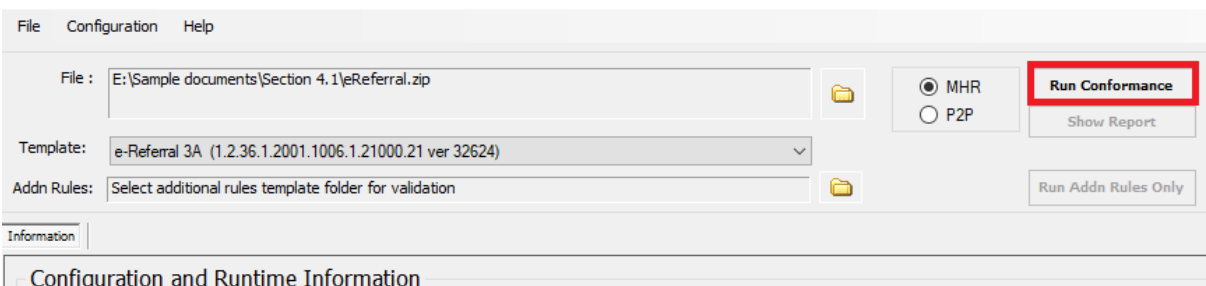 File Configuration Help
File : E:\Sample documents\Section 4.1\eReferral.zip
MHR
P2P
Run Conformance
Show Report
Template: e-Referral 3A (1.2.36.1.2001.1006.1.21000.21 ver 32624)
Addn Rules: Select additional rules template folder for validation
Run Addn Rules Only
Information
Configuration and Runtime Information